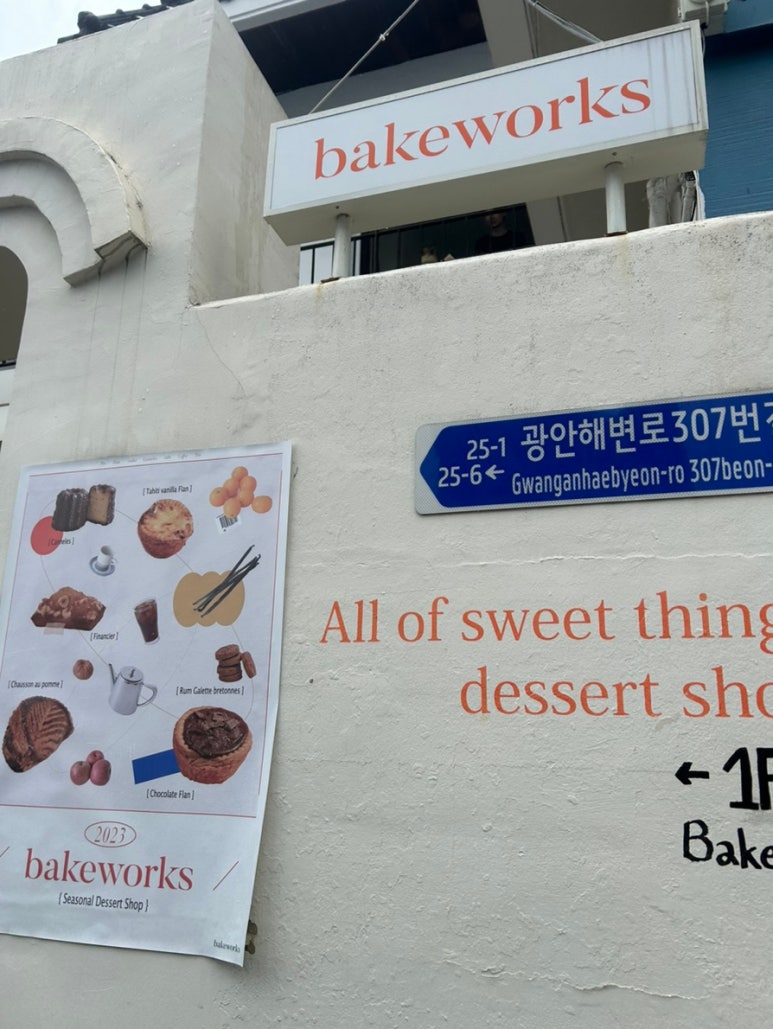 bakeworks
25-1 광안해변로307번
25-6← Gwanganhaebyeon-ro 307beon-
All of sweet thing
dessert sho
← 1F
Bake
[ Tahiti vanilla Flan ]
[ Caneles ]
[ Financier ]
[ Chausson au pomme ]
[ Rum Galette bretonnes ]
[ Chocolate Flan ]
2023
bakeworks
{ Seasonal Dessert Shop }
bakeworks